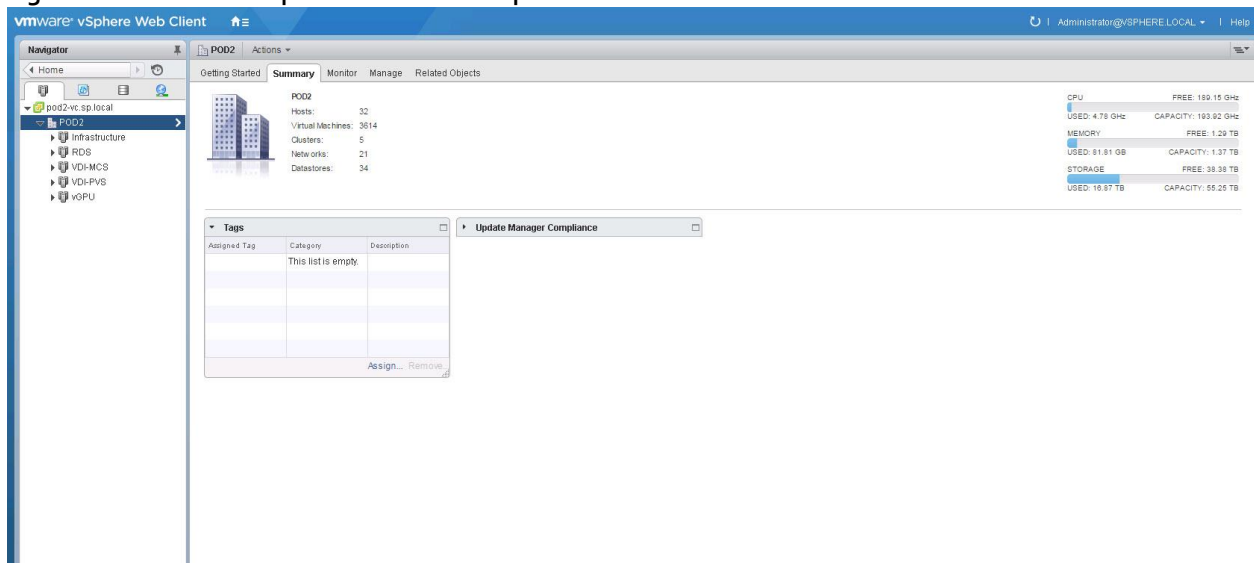 vmware vSphere Web Client
Administrator@VSPHERE.LOCAL
Help
Navigator
Home
pod2-vc.sp.local
POD2
Infrastructure
RDS
VDI-MCS
VDI-PVS
vGPU
POD2 Actions
Getting Started Summary Monitor Manage Related Objects
POD2
Hosts: 32
Virtual Machines: 3614
Clusters: 5
Networks: 21
Datastores: 34
CPU FREE: 189.15 GHz
USED: 4.78 GHz CAPACITY: 193.92 GHz
MEMORY FREE: 1.29 TB
USED: 81.81 GB CAPACITY: 1.37 TB
STORAGE FREE: 38.38 TB
USED: 16.87 TB CAPACITY: 55.25 TB
Tags
Assigned Tag Category Description
This list is empty.
Assign... Remove...
Update Manager Compliance